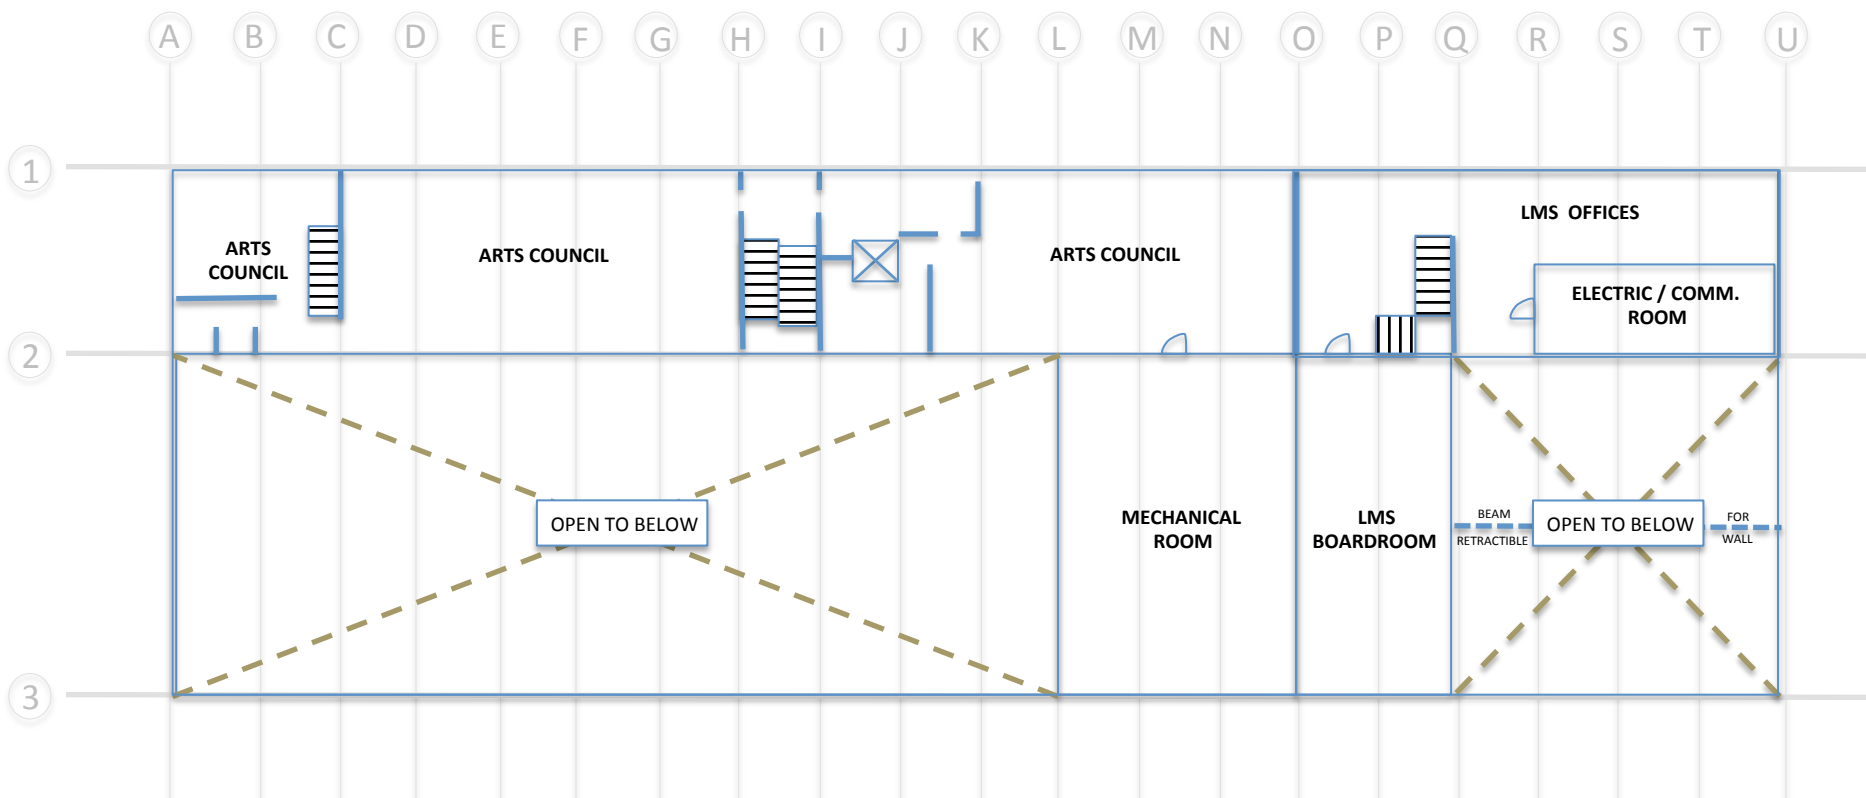 A B C D E F G H I J K L M N O P Q R S T U
1
LMS OFFICES
ARTS
COUNCIL
ARTS COUNCIL
ARTS COUNCIL
ELECTRIC / COMM.
ROOM
2
OPEN TO BELOW
MECHANICAL
ROOM
LMS
BOARDROOM
BEAM
RETRACTIBLE
OPEN TO BELOW
FOR
WALL
3